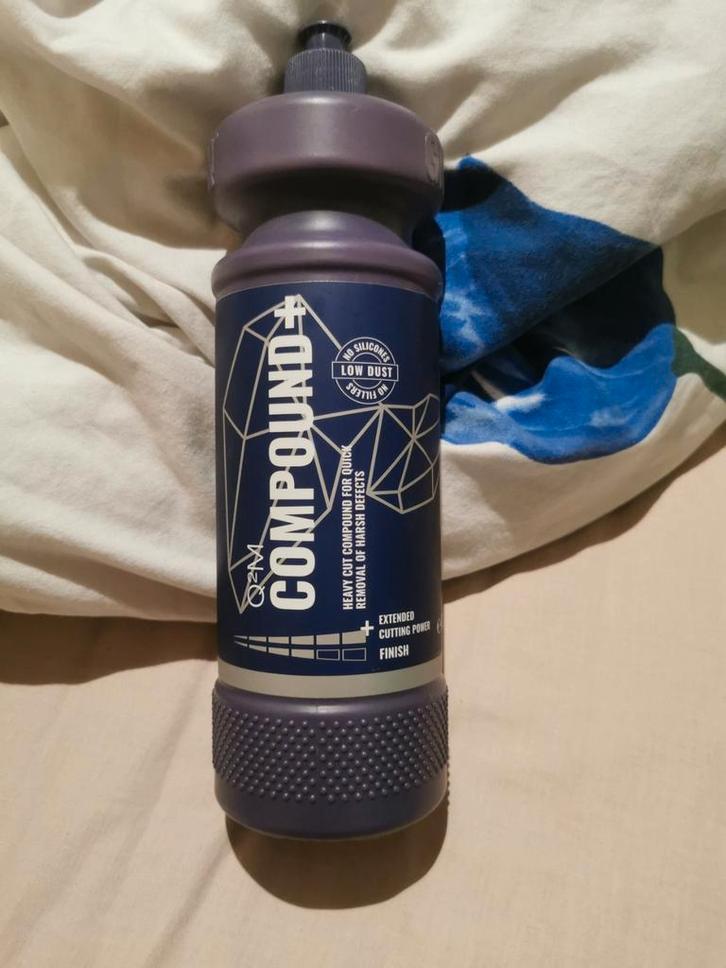 Q²M
COMPOUND+
HEAVY CUT COMPOUND FOR QUICK
REMOVAL OF HARSH DEFECTS
NO SILICONES
LOW DUST
NO FILLERS
+ EXTENDED
CUTTING POWER
FINISH